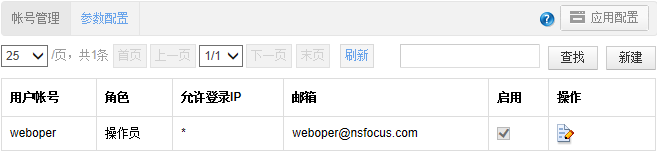 帐号管理 参数配置 应用配置
25 /页，共1条 首页 上一页 1/1 下一页 末页 刷新 查找 新建
用户帐号 角色 允许登录IP 邮箱 启用 操作
weboper 操作员 * weboper@nsfocus.com